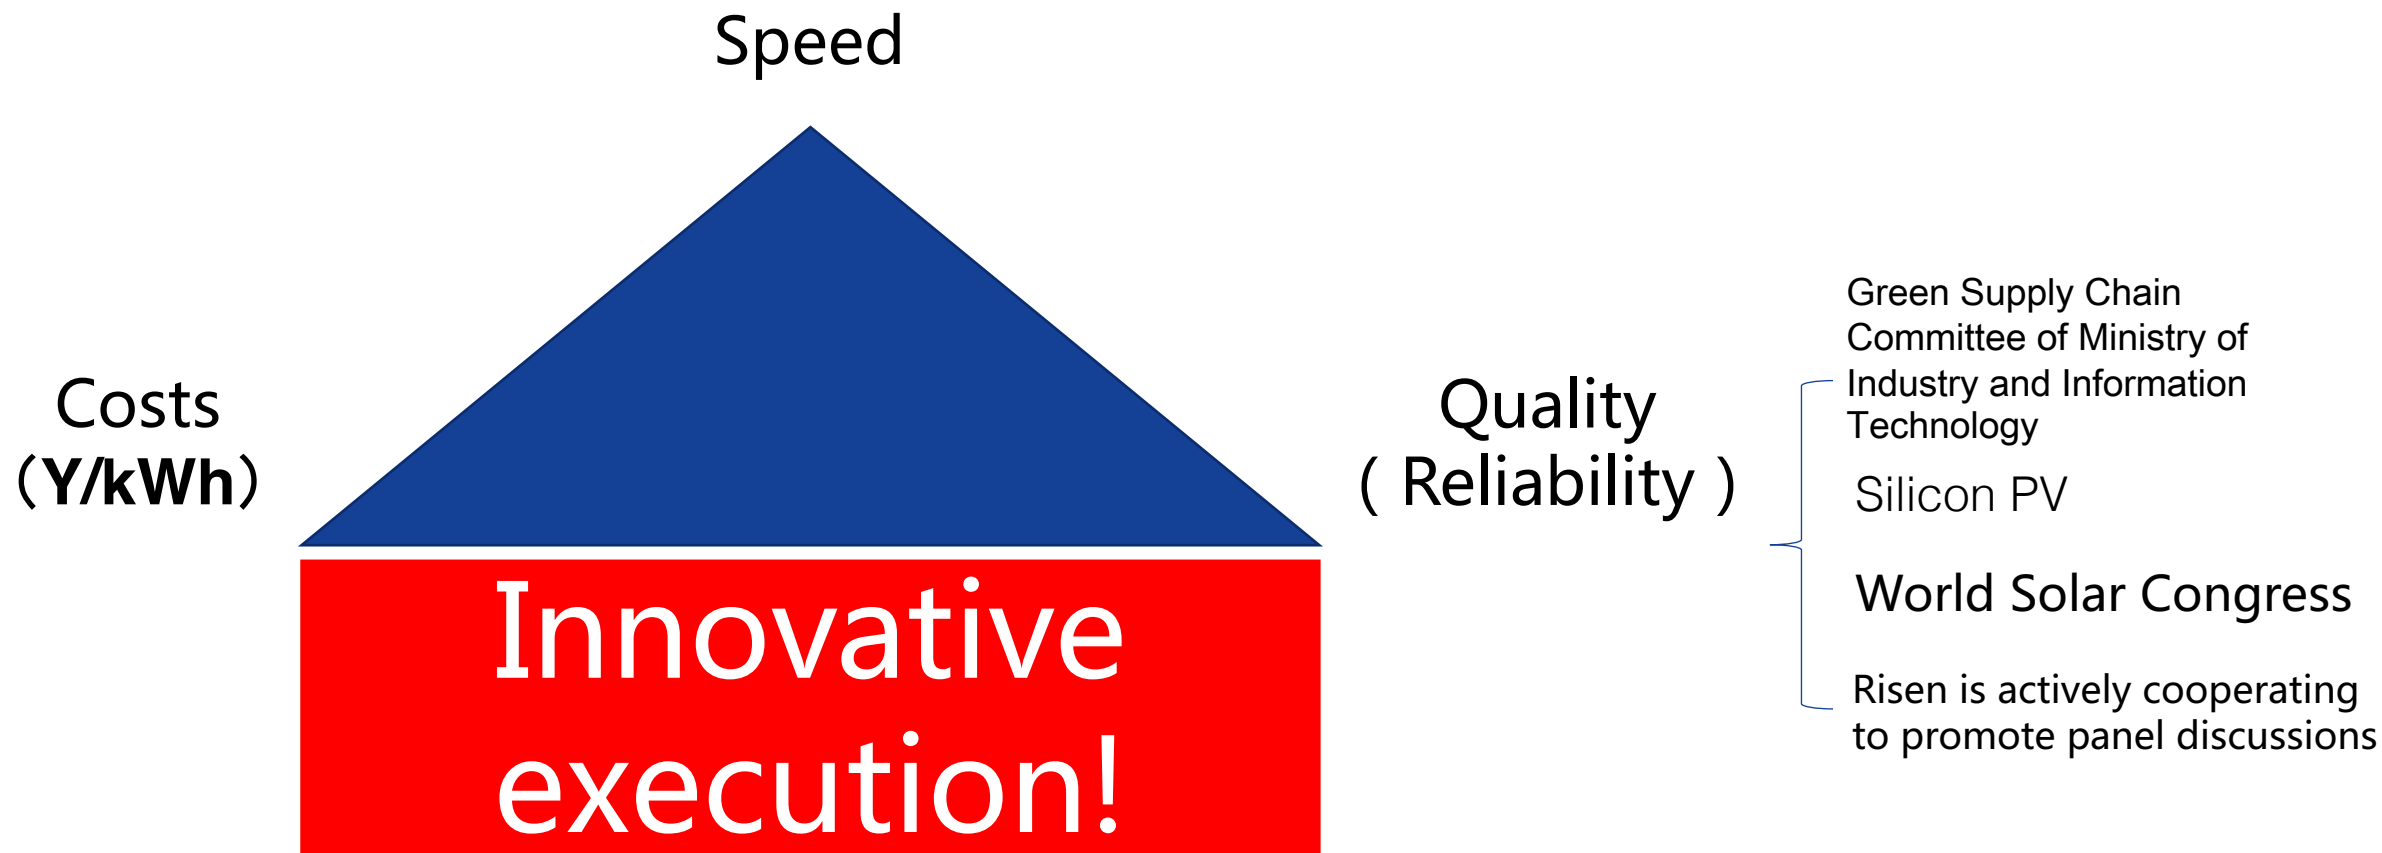 Speed
Costs
（Y/kWh）
Quality
（ Reliability ）
Green Supply Chain
Committee of Ministry of
Industry and Information
Technology
Silicon PV
World Solar Congress
Risen is actively cooperating
to promote panel discussions
Innovative
execution!